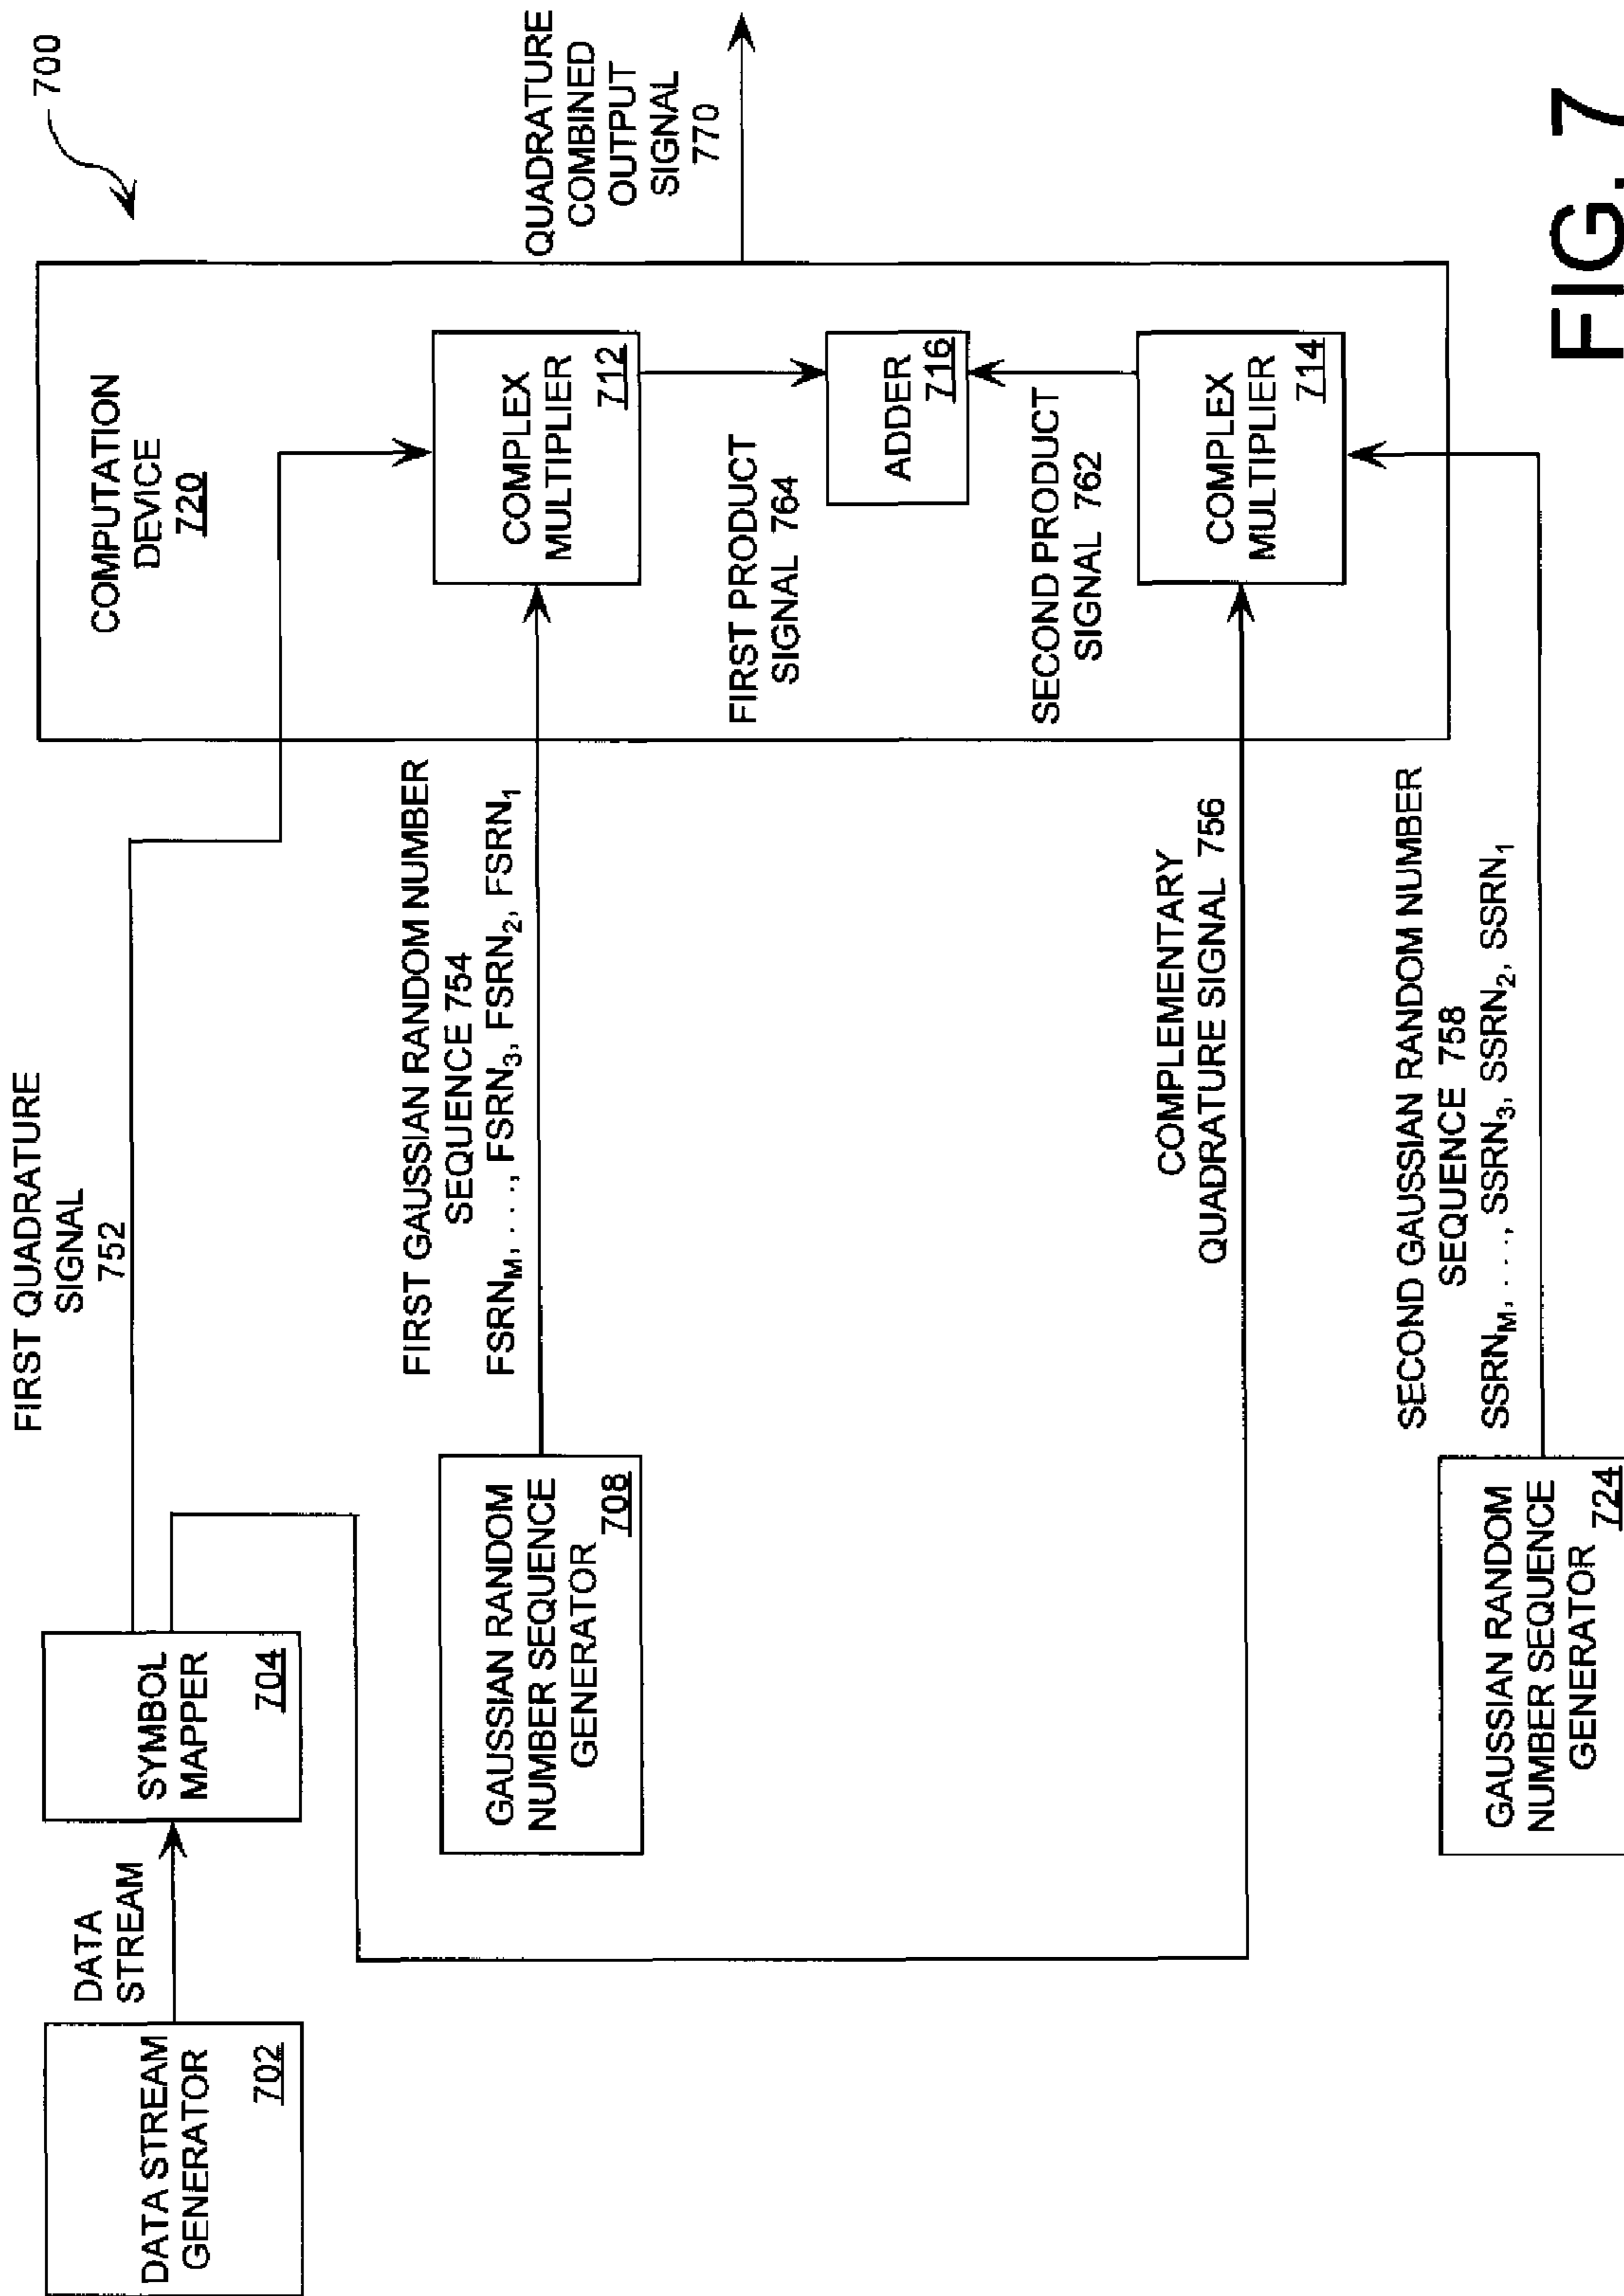 700
FIRST QUADRATURE
SIGNAL
752
DATA STREAM
GENERATOR
702
DATA
STREAM
SYMBOL
MAPPER
704
COMPUTATION
DEVICE
720
QUADRATURE
COMBINED
OUTPUT
SIGNAL
770
FIRST GAUSSIAN RANDOM NUMBER
SEQUENCE 754
FSRN_M, . . ., FSRN_3, FSRN_2, FSRN_1
GAUSSIAN RANDOM
NUMBER SEQUENCE
GENERATOR
708
COMPLEX
MULTIPLIER
712
FIRST PRODUCT
SIGNAL 764
ADDER
716
SECOND PRODUCT
SIGNAL 762
COMPLEX
MULTIPLIER
714
COMPLEMENTARY
QUADRATURE SIGNAL 756
SECOND GAUSSIAN RANDOM NUMBER
SEQUENCE 758
SSRN_M, . . ., SSRN_3, SSRN_2, SSRN_1
GAUSSIAN RANDOM
NUMBER SEQUENCE
GENERATOR
724
FIG. 7